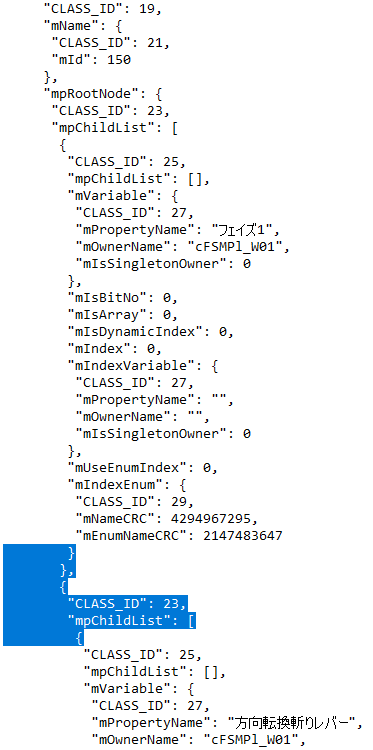 "CLASS_ID": 19,
"mName": {
"CLASS_ID": 21,
"mId": 150
},
"mpRootNode": {
"CLASS_ID": 23,
"mpChildList": [
{
"CLASS_ID": 25,
"mpChildList": [],
"mVariable": {
"CLASS_ID": 27,
"mPropertyName": "フェイズ1",
"mOwnerName": "cFSMPl_W01",
"mIsSingletonOwner": 0
},
"mIsBitNo": 0,
"mIsArray": 0,
"mIsDynamicIndex": 0,
"mIndex": 0,
"mIndexVariable": {
"CLASS_ID": 27,
"mPropertyName": "",
"mOwnerName": "",
"mIsSingletonOwner": 0
},
"mUseEnumIndex": 0,
"mIndexEnum": {
"CLASS_ID": 29,
"mNameCRC": 4294967295,
"mEnumNameCRC": 2147483647
}
},
{
"CLASS_ID": 23,
"mpChildList": [
{
"CLASS_ID": 25,
"mpChildList": [],
"mVariable": {
"CLASS_ID": 27,
"mPropertyName": "方向転換斬りレバー",
"mOwnerName": "cFSMPl_W01",